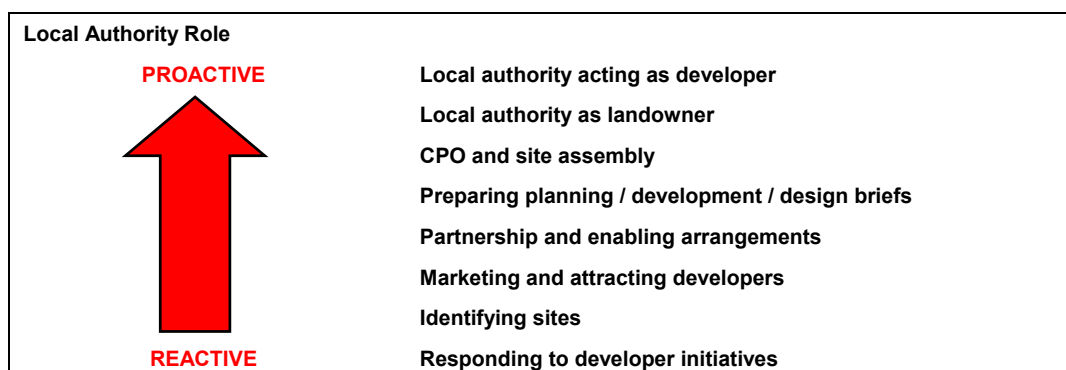 Local Authority Role
PROACTIVE Local authority acting as developer
Local authority as landowner
CPO and site assembly
Preparing planning / development / design briefs
Partnership and enabling arrangements
Marketing and attracting developers
Identifying sites
REACTIVE Responding to developer initiatives